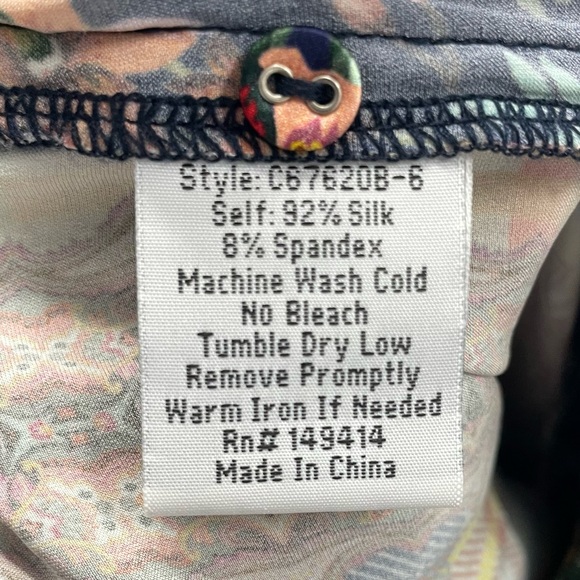 Style: C67620B-6
Self: 92% Silk
8% Spandex
Machine Wash Cold
No Bleach
Tumble Dry Low
Remove Promptly
Warm Iron If Needed
Rn# 149414
Made In China